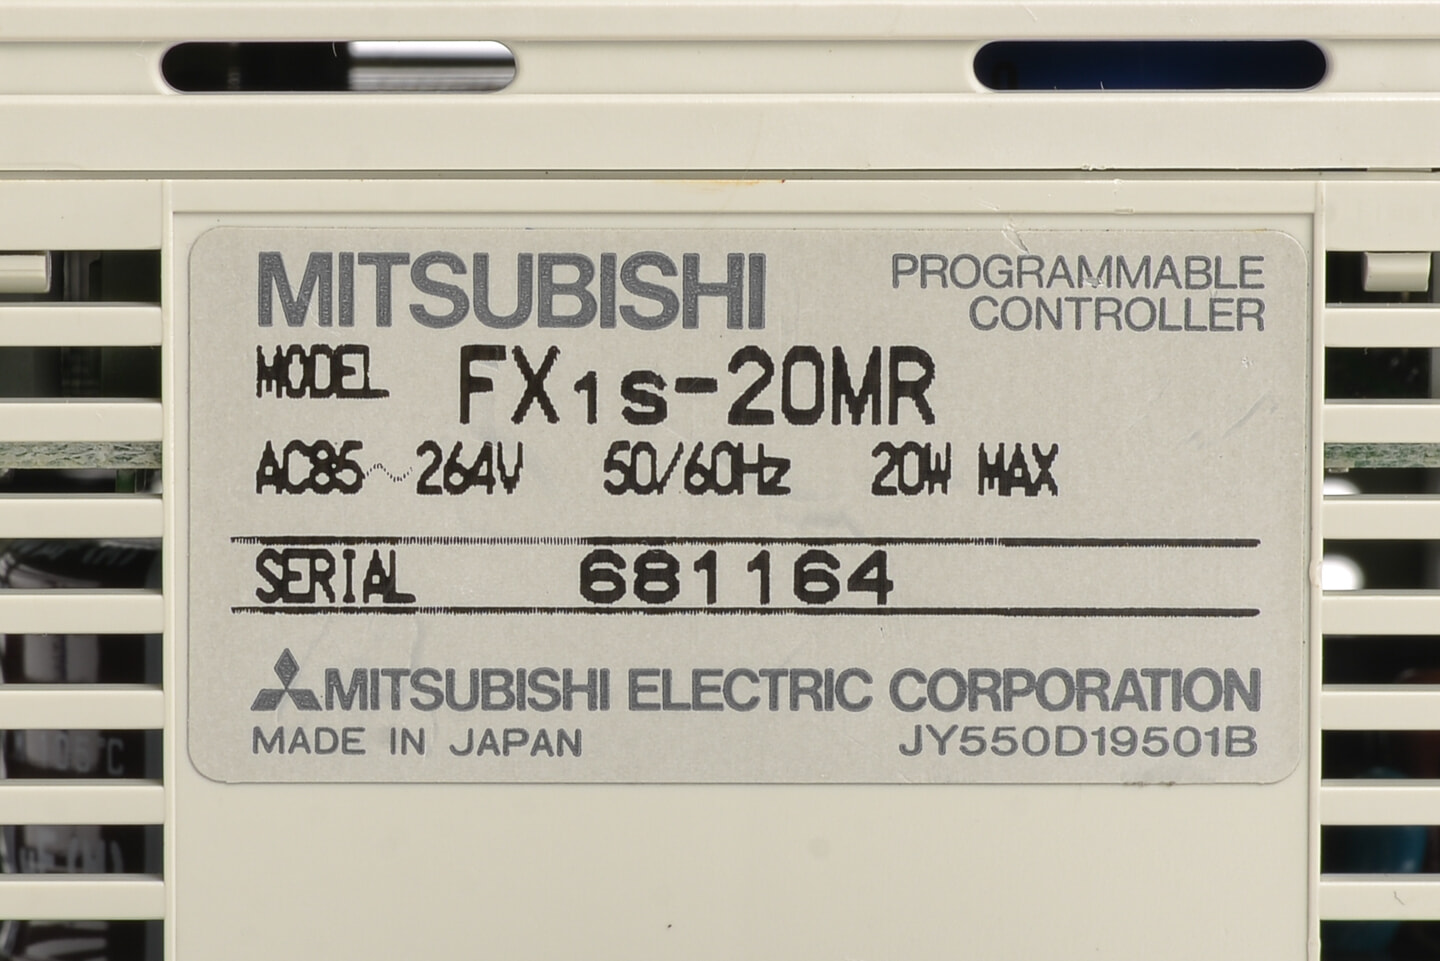 MITSUBISHI
PROGRAMMABLE
CONTROLLER
MODEL FX1S-20MR
AC85~264V 50/60Hz 20W MAX
SERIAL 681164
MITSUBISHI ELECTRIC CORPORATION
MADE IN JAPAN JY550D19501B
105°C